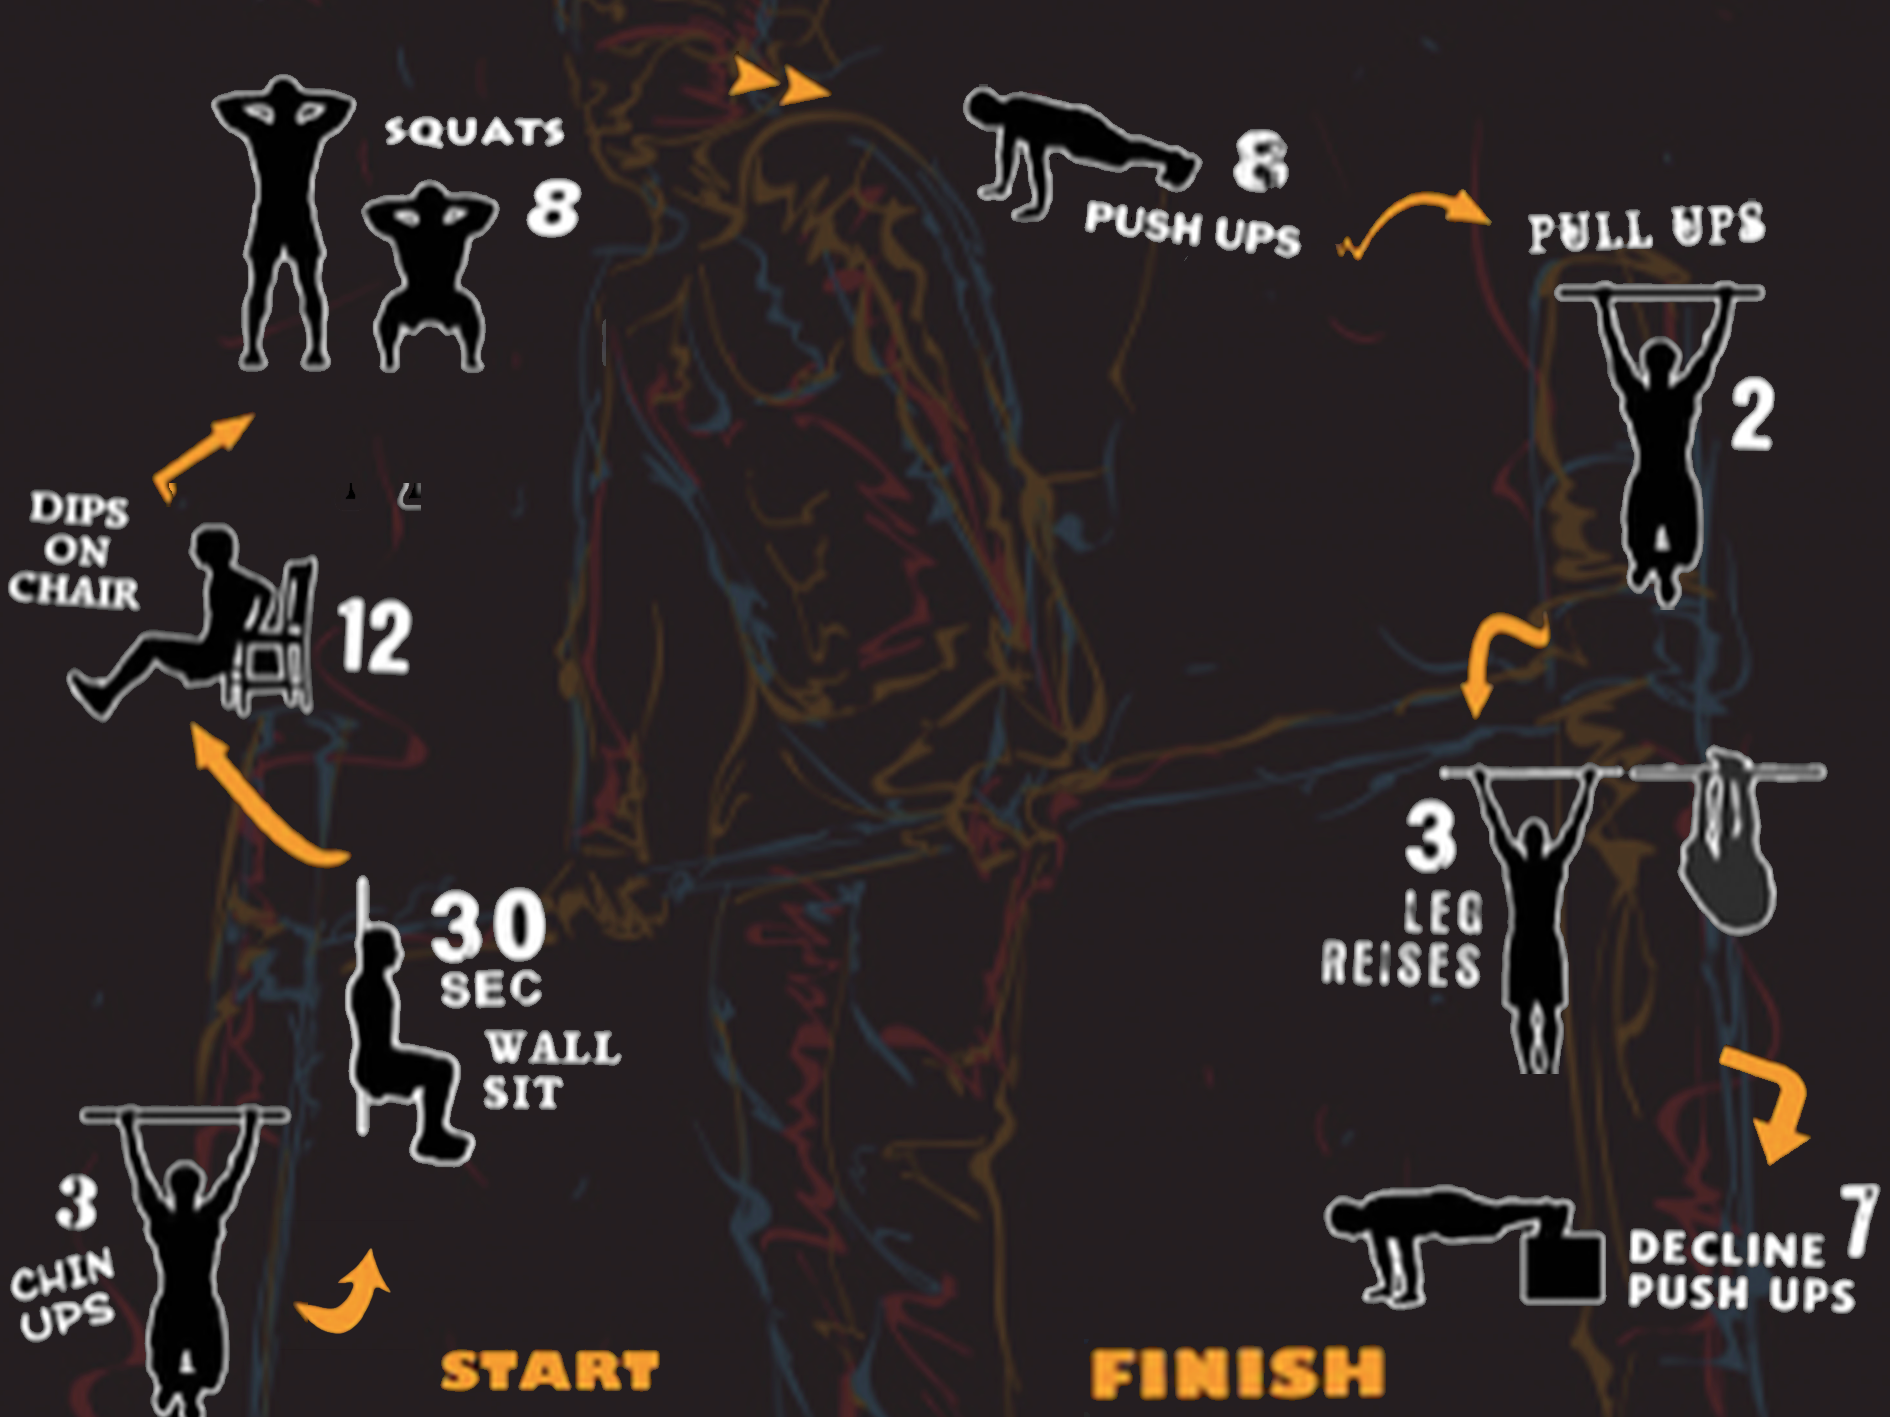 SQUATS
8
8
PUSH UPS
PULL UPS
2
DIPS
ON
CHAIR
12
3
LEG
REISES
30
SEC
WALL
SIT
3
CHIN
UPS
7
DECLINE
PUSH UPS
START
FINISH